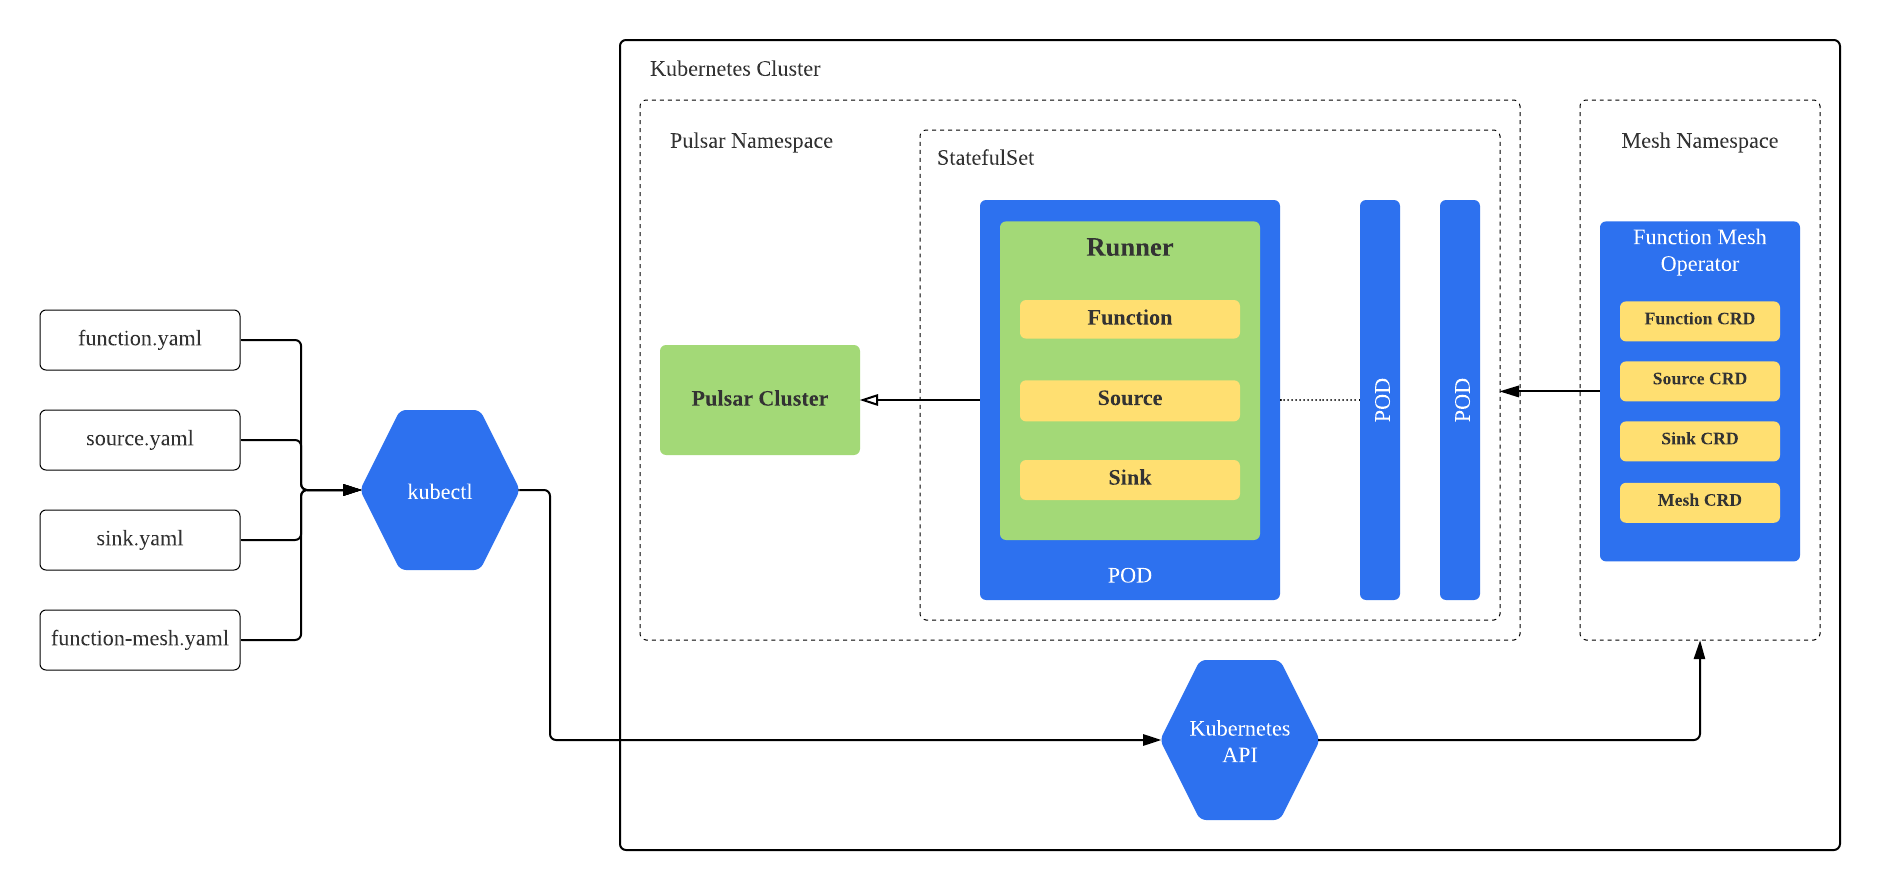 Kubernetes Cluster
Pulsar Namespace
StatefulSet
Mesh Namespace
Runner
Function
Source
Sink
POD
POD
POD
Pulsar Cluster
Function Mesh
Operator
Function CRD
Source CRD
Sink CRD
Mesh CRD
function.yaml
source.yaml
sink.yaml
function-mesh.yaml
kubectl
Kubernetes
API